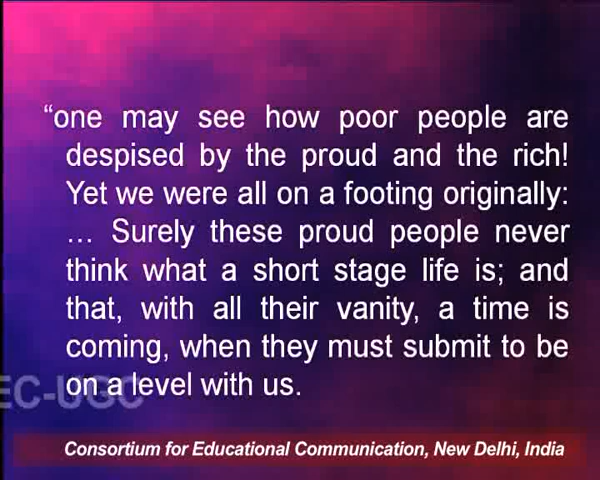 “one may see how poor people are
despised by the proud and the rich!
Yet we were all on a footing originally:
… Surely these proud people never
think what a short stage life is; and
that, with all their vanity, a time is
coming, when they must submit to be
on a level with us.
EC-UGC
Consortium for Educational Communication, New Delhi, India